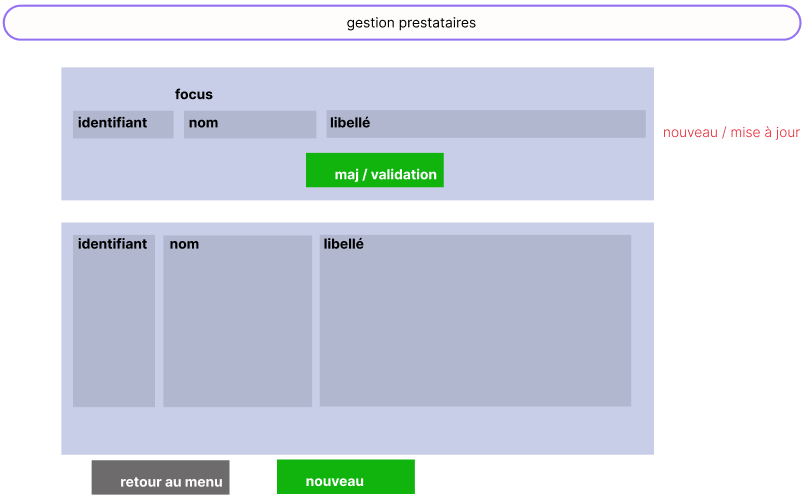 gestion prestataires
focus
identifiant nom libellé
nouveau / mise à jour
maj / validation
identifiant nom libellé
retour au menu nouveau